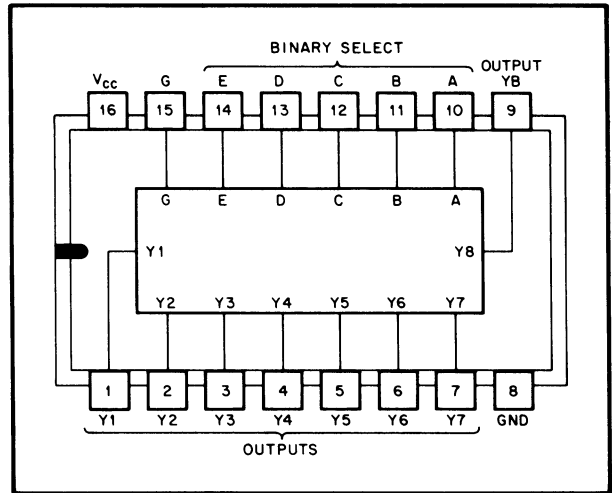 BINARY SELECT
OUTPUT
VCC G E D C B A YB
16 15 14 13 12 11 10 9
G E D C B A
Y1 Y8
Y2 Y3 Y4 Y5 Y6 Y7
1 2 3 4 5 6 7 8
Y1 Y2 Y3 Y4 Y5 Y6 Y7 GND
OUTPUTS